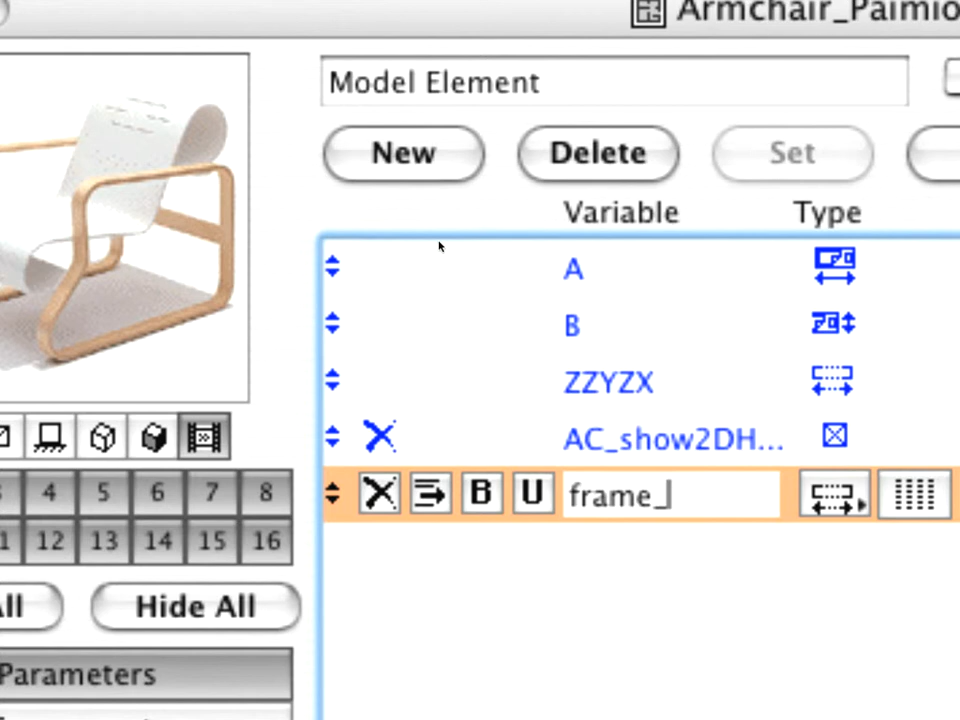 Armchair_Paimio
Model Element
New Delete Set
Variable Type
A
B
ZZYZX
AC_show2DH...
B U frame_
4 5 6 7 8
12 13 14 15 16
Hide All
Parameters